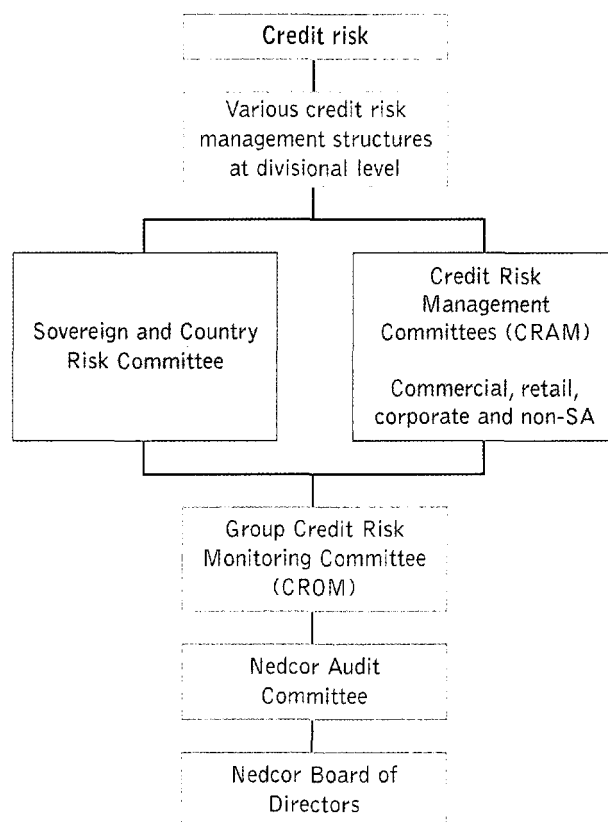 Credit risk
Various credit risk
management structures
at divisional level
Sovereign and Country
Risk Committee
Credit Risk
Management
Committees (CRAM)
Commercial, retail,
corporate and non-SA
Group Credit Risk
Monitoring Committee
(CROM)
Nedcor Audit
Committee
Nedcor Board of
Directors